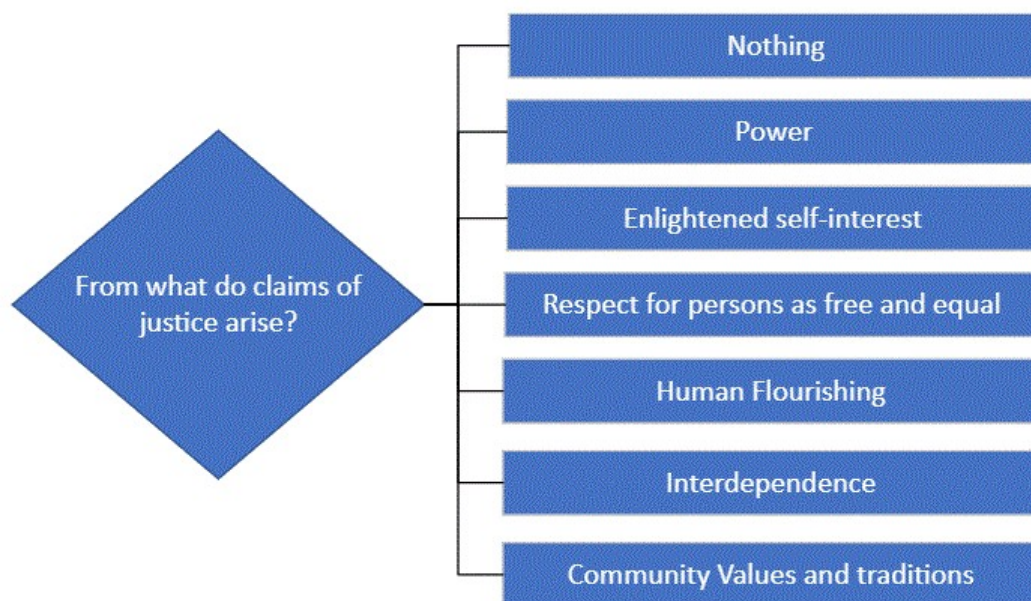 Nothing
Power
Enlightened self-interest
From what do claims of
justice arise?
Respect for persons as free and equal
Human Flourishing
Interdependence
Community Values and traditions